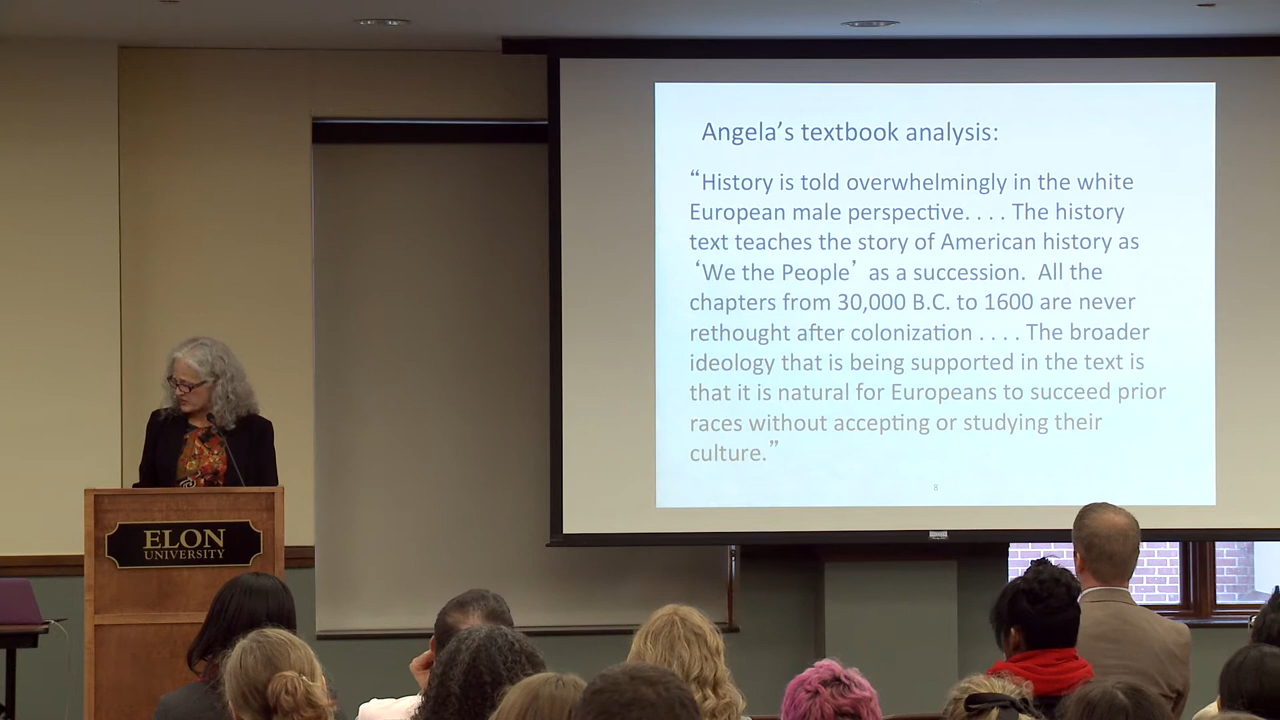 Angela’s textbook analysis:
“History is told overwhelmingly in the white
European male perspective. . . . The history
text teaches the story of American history as
‘We the People’ as a succession.  All the
chapters from 30,000 B.C. to 1600 are never
rethought after colonization . . . . The broader
ideology that is being supported in the text is
that it is natural for Europeans to succeed prior
races without accepting or studying their
culture.”
8
ELON
UNIVERSITY